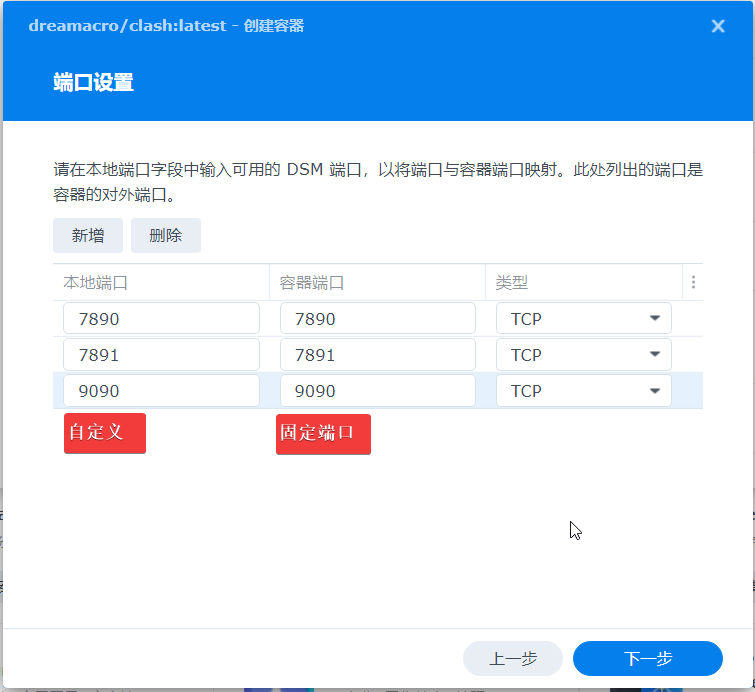 dreamacro/clash:latest - 创建容器
端口设置
请在本地端口字段中输入可用的 DSM 端口，以将端口与容器端口映射。此处列出的端口是
容器的对外端口。
新增 删除
本地端口 容器端口 类型
7890 7890 TCP
7891 7891 TCP
9090 9090 TCP
自定义 固定端口
上一步 下一步